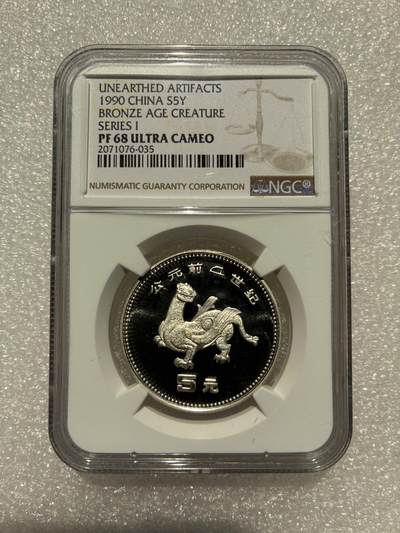 UNEARTHED ARTIFACTS
1990 CHINA S5Y
BRONZE AGE CREATURE
SERIES I
PF 68 ULTRA CAMEO
2071076-035
NUMISMATIC GUARANTY CORPORATION
NGC®
公元前
世纪
5元